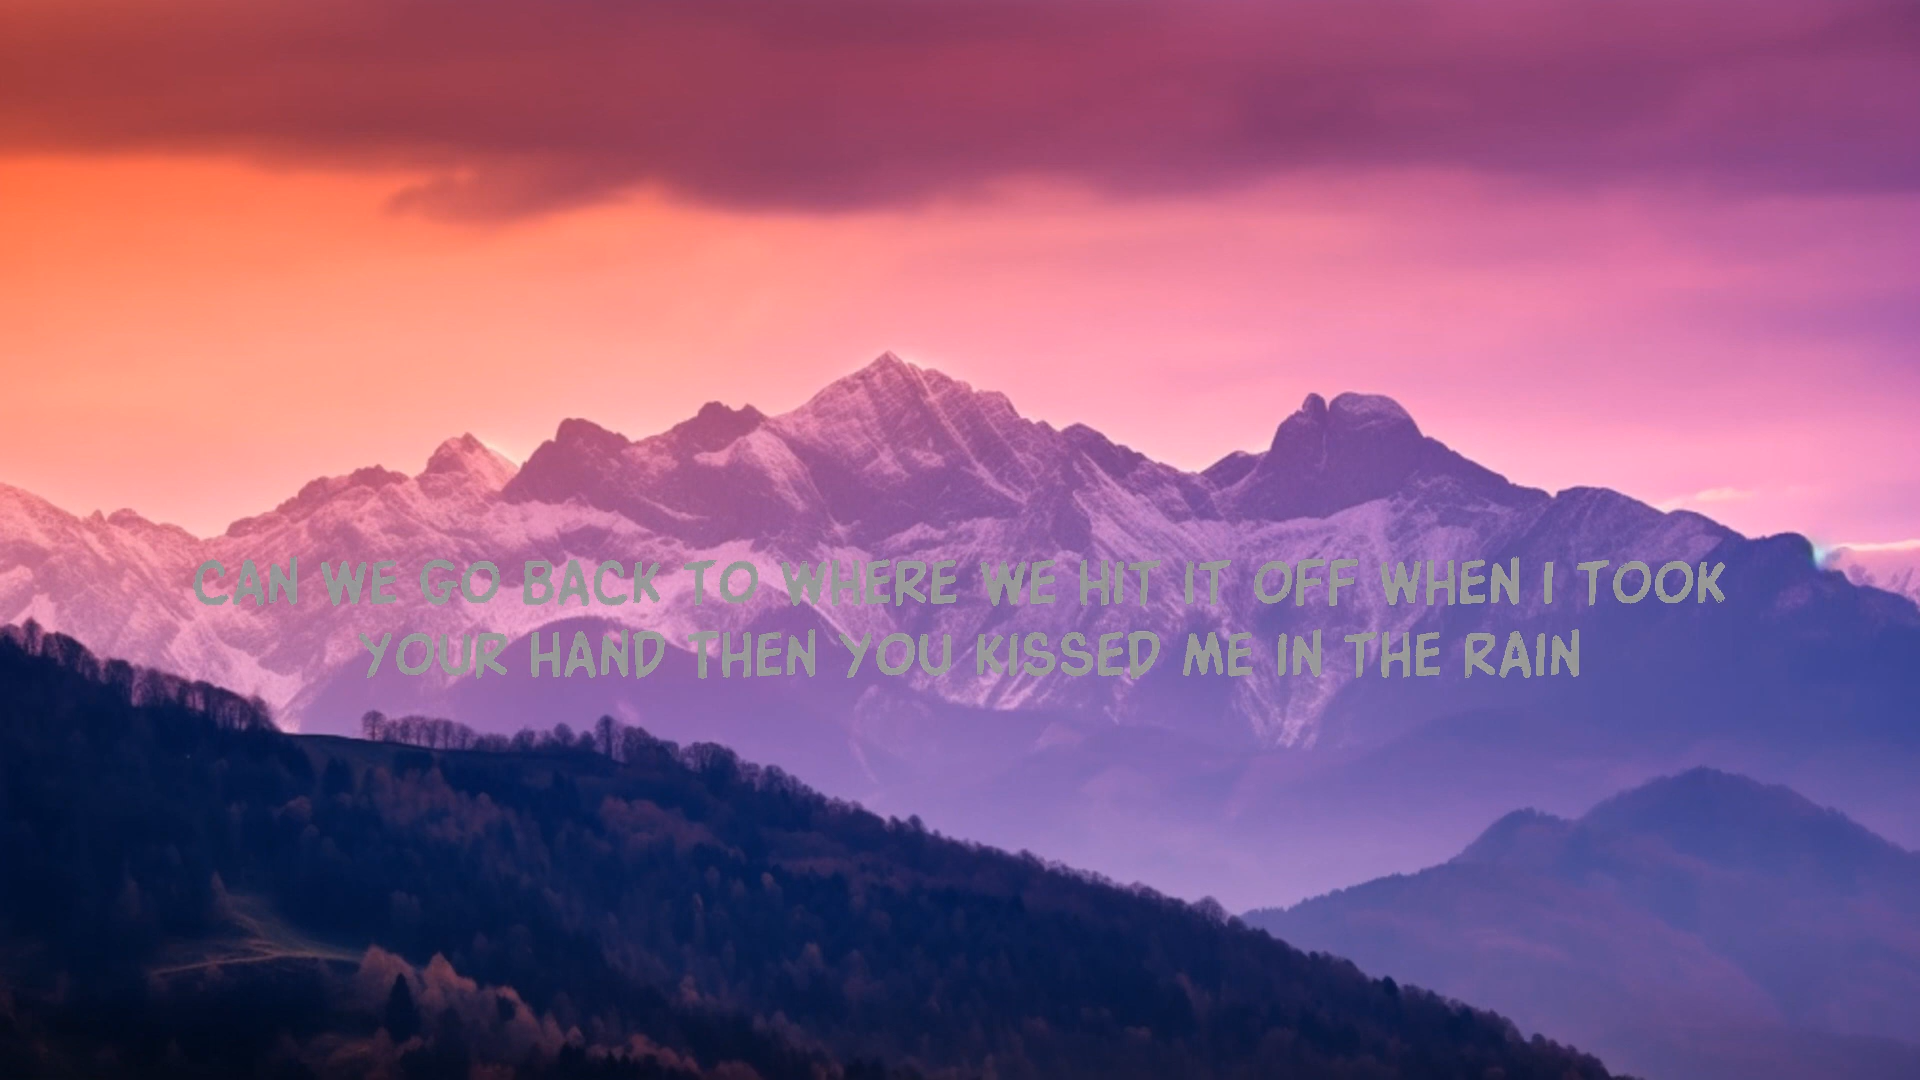 CAN WE GO BACK TO WHERE WE HIT IT OFF WHEN I TOOK
YOUR HAND THEN YOU KISSED ME IN THE RAIN